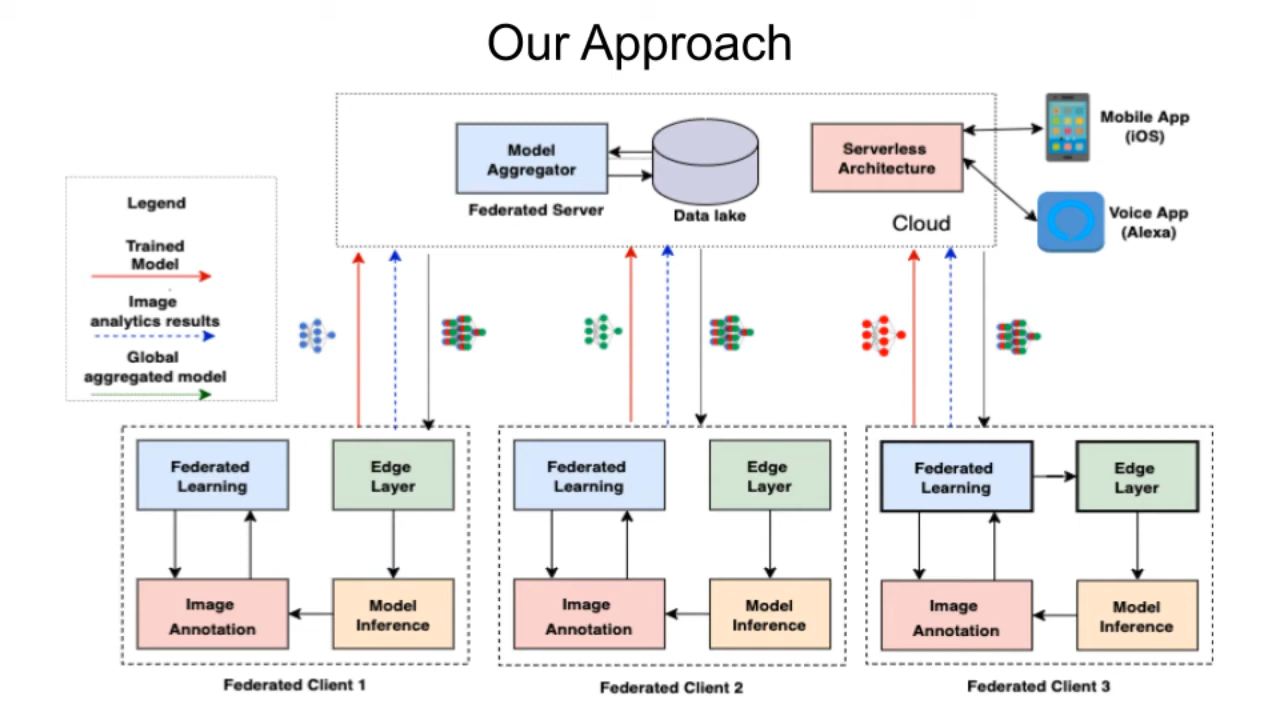 Our Approach
Model
Aggregator
Federated Server
Data lake
Serverless
Architecture
Cloud
Mobile App
(iOS)
Voice App
(Alexa)
Legend
Trained
Model
Image
analytics results
Global
aggregated model
Federated
Learning
Edge
Layer
Image
Annotation
Model
Inference
Federated Client 1
Federated
Learning
Edge
Layer
Image
Annotation
Model
Inference
Federated Client 2
Federated
Learning
Edge
Layer
Image
Annotation
Model
Inference
Federated Client 3